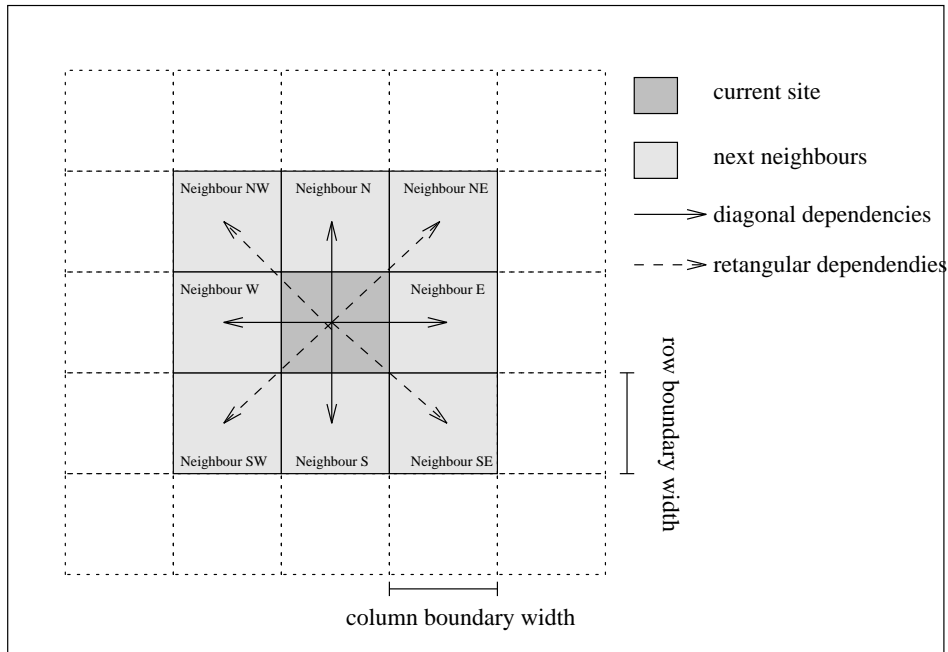 current site
next neighbours
diagonal dependencies
retangular dependendies
Neighbour NW
Neighbour N
Neighbour NE
Neighbour W
Neighbour E
Neighbour SW
Neighbour S
Neighbour SE
row boundary width
column boundary width